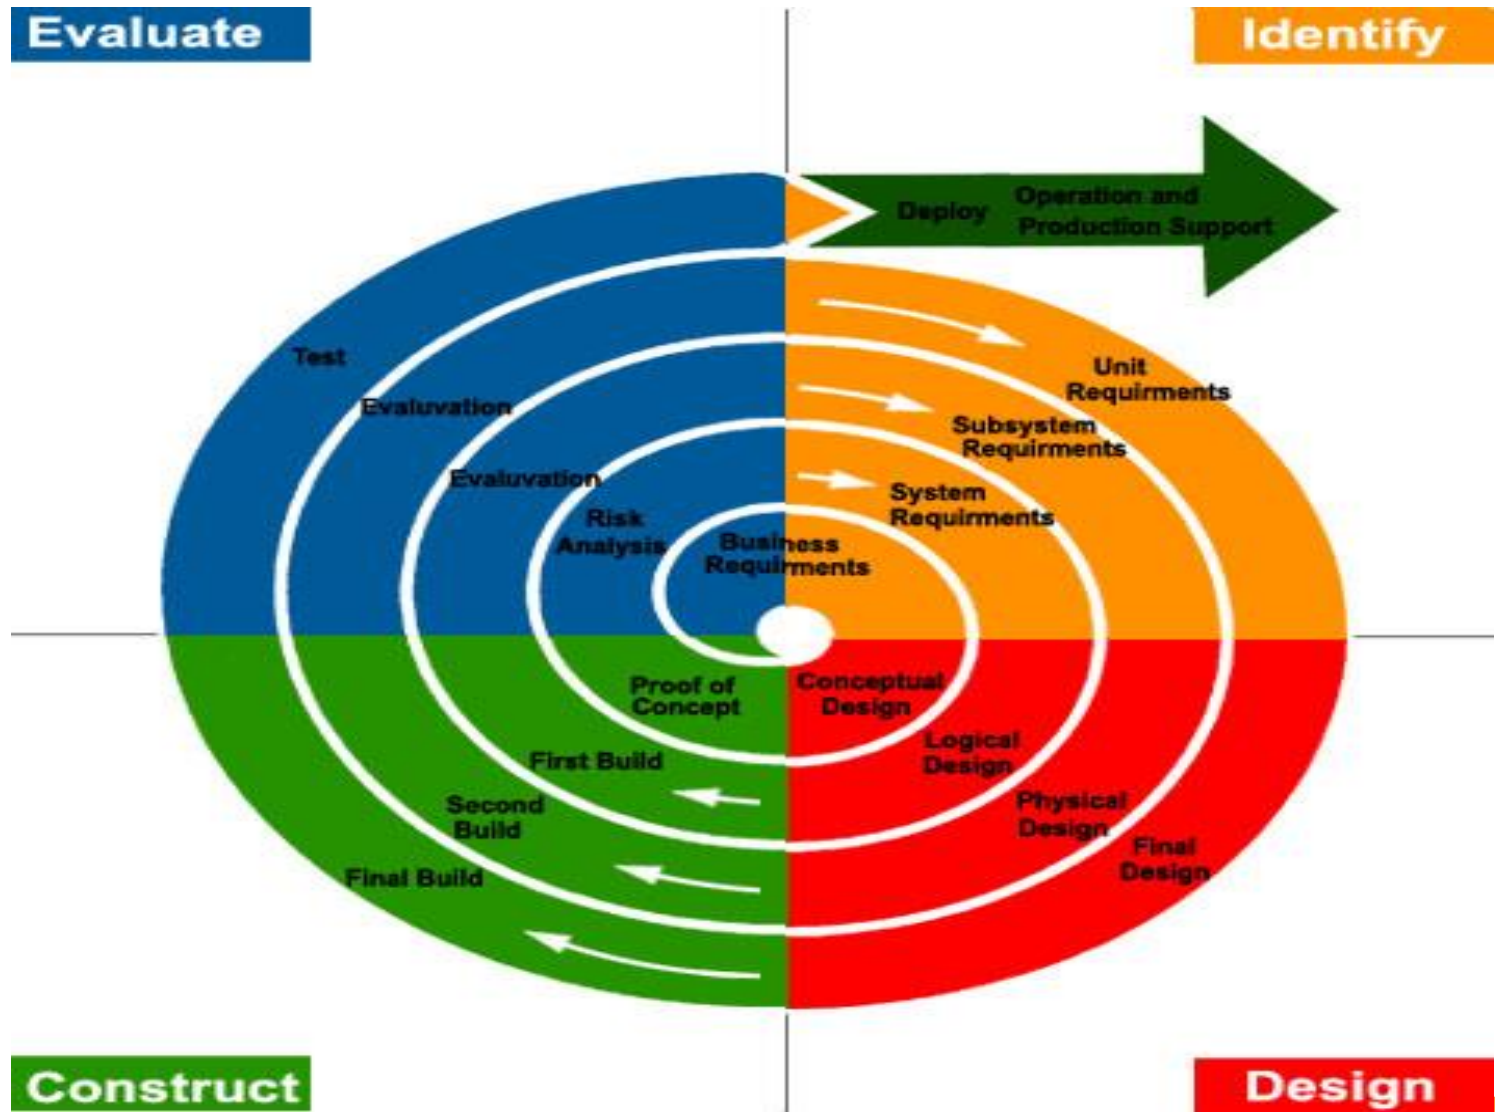 Evaluate
Identify
Deploy
Operation and
Production Support
Test
Evaluvation
Evaluvation
Risk
Analysis
Business
Requirments
Unit
Requirments
Subsystem
Requirments
System
Requirments
Proof of
Concept
First Build
Second
Build
Final Build
Conceptual
Design
Logical
Design
Physical
Design
Final
Design
Construct
Design